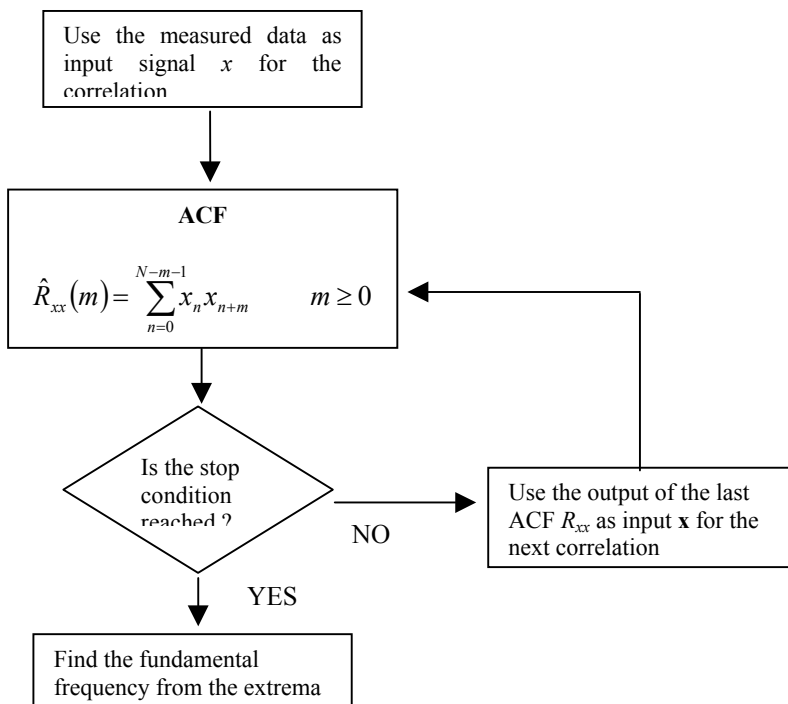 Use the measured data as
input signal x for the
correlation
ACF
R̂xx(m) = ∑_{n=0}^{N−m−1} xₙ xₙ₊ₘ m ≥ 0
Is the stop
condition
reached ?
NO
Use the output of the last
ACF Rxx as input x for the
next correlation
YES
Find the fundamental
frequency from the extrema